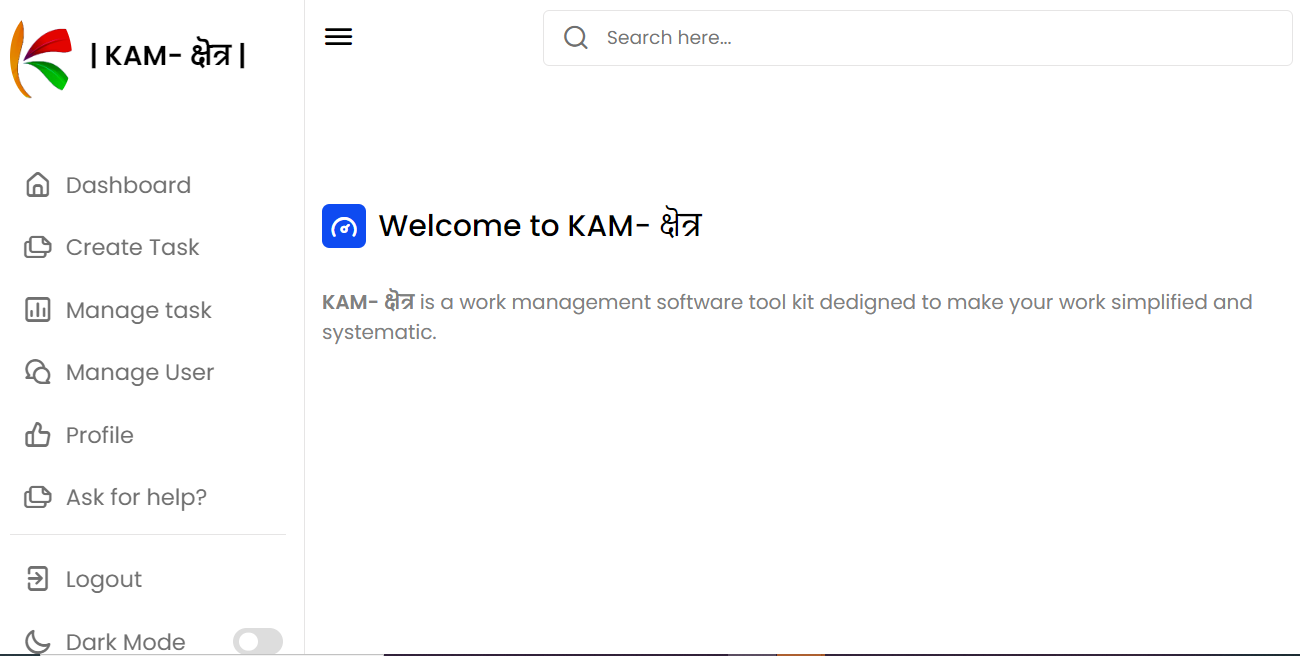 | KAM- क्षॆत्र |
Search here...
Dashboard
Create Task
Manage task
Manage User
Profile
Ask for help?
Logout
Dark Mode
Welcome to KAM- क्षॆत्र
KAM- क्षॆत्र is a work management software tool kit dedigned to make your work simplified and
systematic.